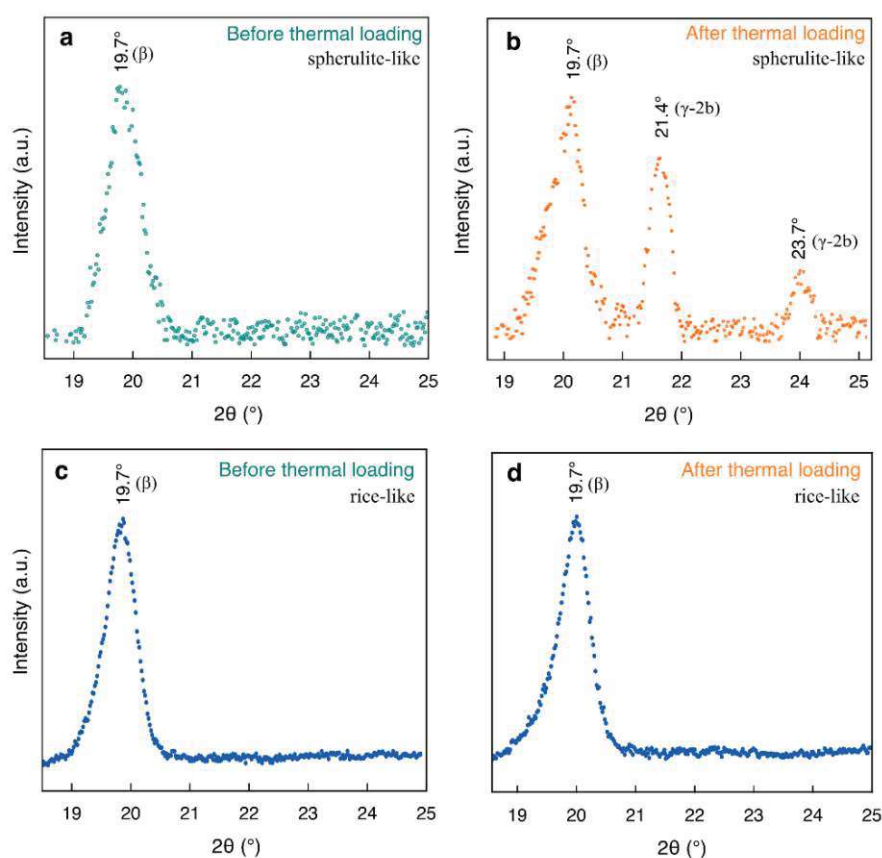 a
Before thermal loading
spherulite-like
19.7° (β)
Intensity (a.u.)
19 20 21 22 23 24 25
2θ (°)
b
After thermal loading
spherulite-like
19.7° (β)
21.4° (γ-2b)
23.7° (γ-2b)
Intensity (a.u.)
19 20 21 22 23 24 25
2θ (°)
c
Before thermal loading
rice-like
19.7° (β)
Intensity (a.u.)
19 20 21 22 23 24 25
2θ (°)
d
After thermal loading
rice-like
19.7° (β)
19 20 21 22 23 24 25
2θ (°)